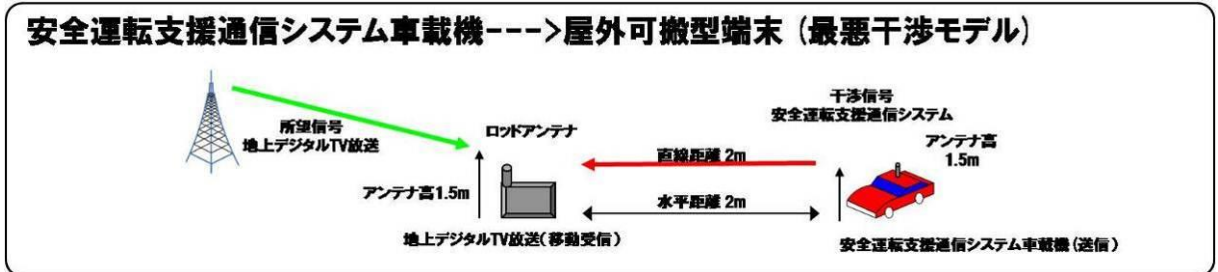 安全運転支援通信システム車載機--->屋外可搬型端末（最悪干渉モデル）
干渉信号
安全運転支援通信システム
所望信号
地上デジタルTV放送
ロッドアンテナ
アンテナ高
1.5m
直線距離 2m
アンテナ高1.5m
水平距離 2m
地上デジタルTV放送（移動受信）
安全運転支援通信システム車載機（送信）